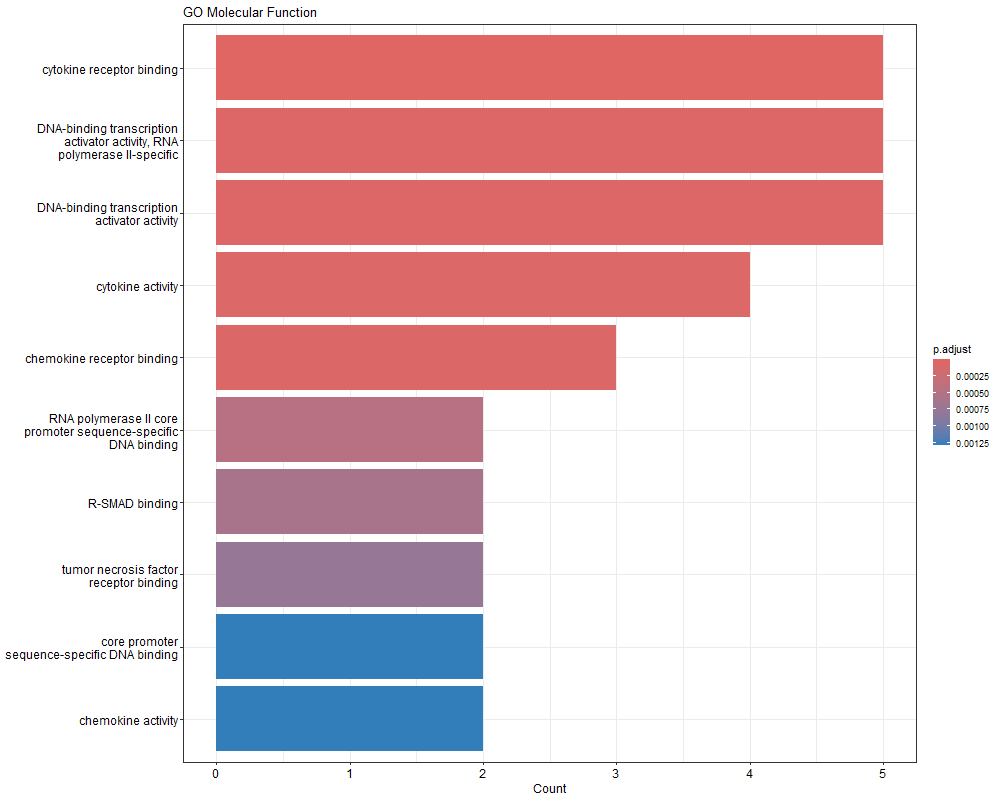 GO Molecular Function
cytokine receptor binding
DNA-binding transcription
activator activity, RNA
polymerase II-specific
DNA-binding transcription
activator activity
cytokine activity
chemokine receptor binding
RNA polymerase II core
promoter sequence-specific
DNA binding
R-SMAD binding
tumor necrosis factor
receptor binding
core promoter
sequence-specific DNA binding
chemokine activity
0 1 2 3 4 5
Count
p.adjust
0.00025
0.00050
0.00075
0.00100
0.00125